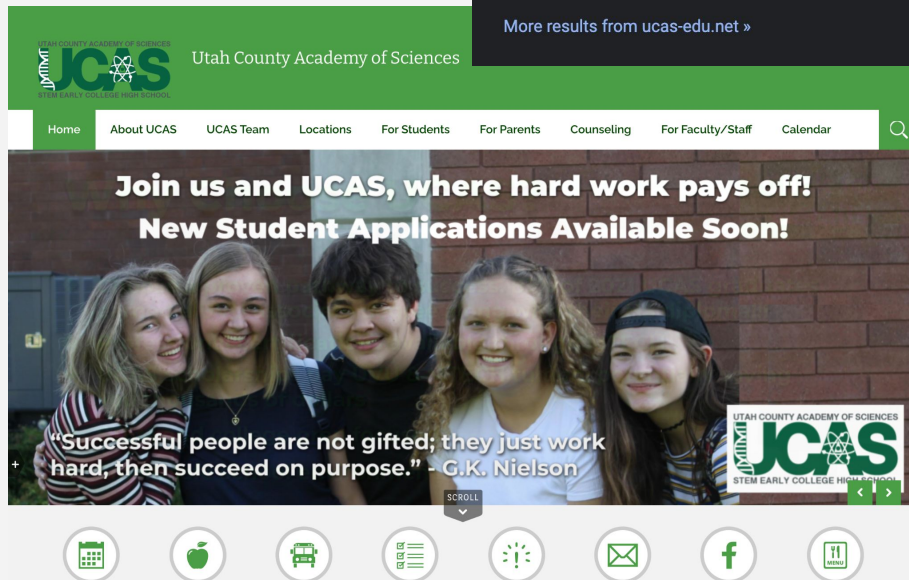 More results from ucas-edu.net »
UTAH COUNTY ACADEMY OF SCIENCES
UCAS
STEM EARLY COLLEGE HIGH SCHOOL
Utah County Academy of Sciences
Home About UCAS UCAS Team Locations For Students For Parents Counseling For Faculty/Staff Calendar
Join us and UCAS, where hard work pays off!
New Student Applications Available Soon!
“Successful people are not gifted; they just work
hard, then succeed on purpose.” - G.K. Nielson
UTAH COUNTY ACADEMY OF SCIENCES
UCAS
STEM EARLY COLLEGE HIGH SCHOOL
SCROLL
MENU